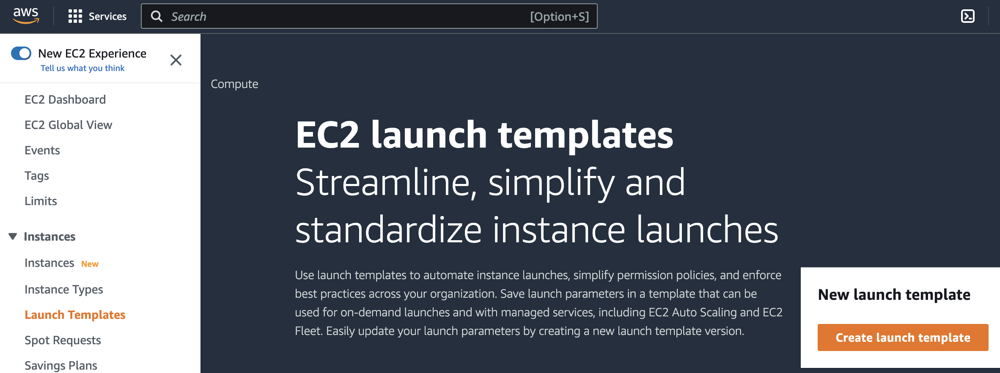 aws
Services
Search
[Option+S]
New EC2 Experience
Tell us what you think
EC2 Dashboard
EC2 Global View
Events
Tags
Limits
Instances
Instances New
Instance Types
Launch Templates
Spot Requests
Savings Plans
Compute
EC2 launch templates
Streamline, simplify and
standardize instance launches
Use launch templates to automate instance launches, simplify permission policies, and enforce
best practices across your organization. Save launch parameters in a template that can be
used for on-demand launches and with managed services, including EC2 Auto Scaling and EC2
Fleet. Easily update your launch parameters by creating a new launch template version.
New launch template
Create launch template